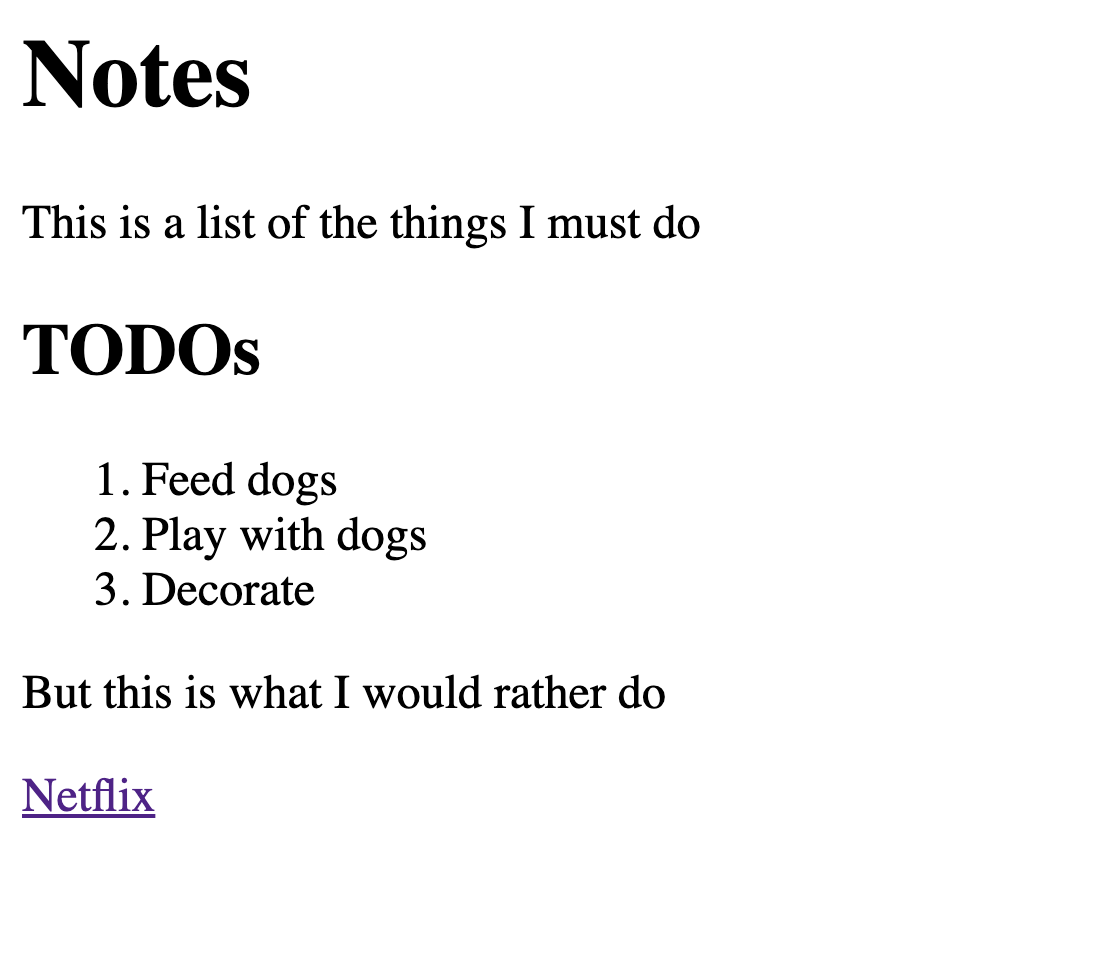 Notes
This is a list of the things I must do
TODOs
1. Feed dogs
2. Play with dogs
3. Decorate
But this is what I would rather do
Netflix